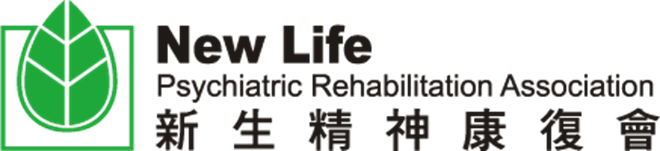 New Life
Psychiatric Rehabilitation Association
新生精神康復會